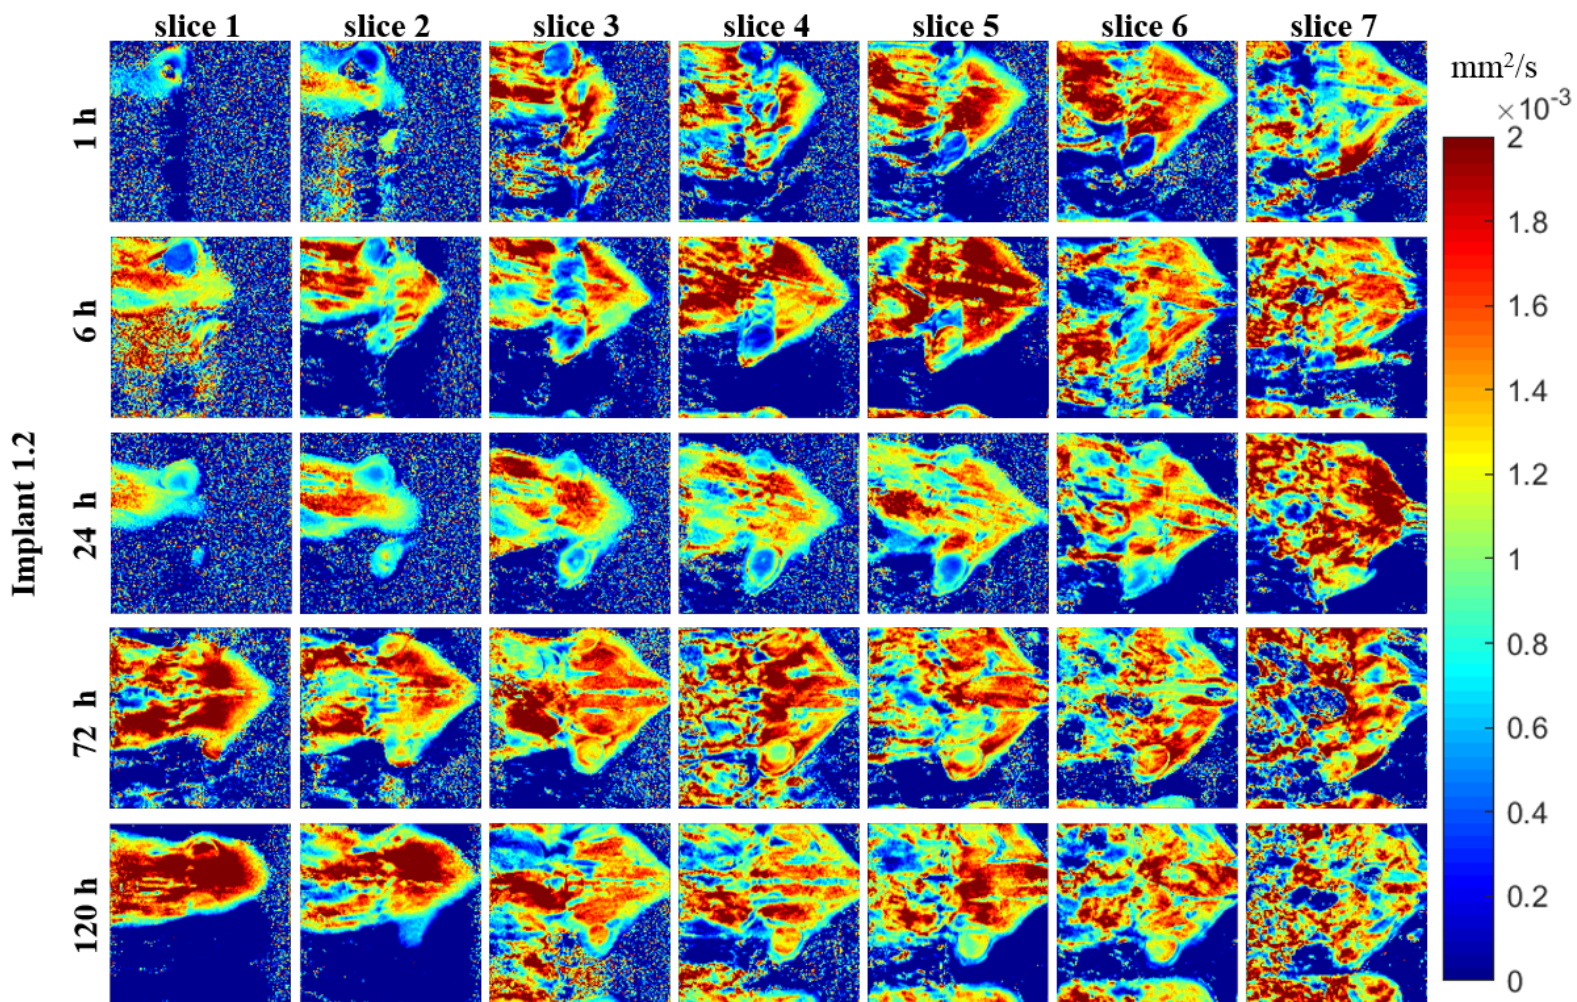 slice 1 slice 2 slice 3 slice 4 slice 5 slice 6 slice 7
mm²/s
×10⁻³
Implant 1.2
1 h
6 h
24 h
72 h
120 h
2
1.8
1.6
1.4
1.2
1
0.8
0.6
0.4
0.2
0